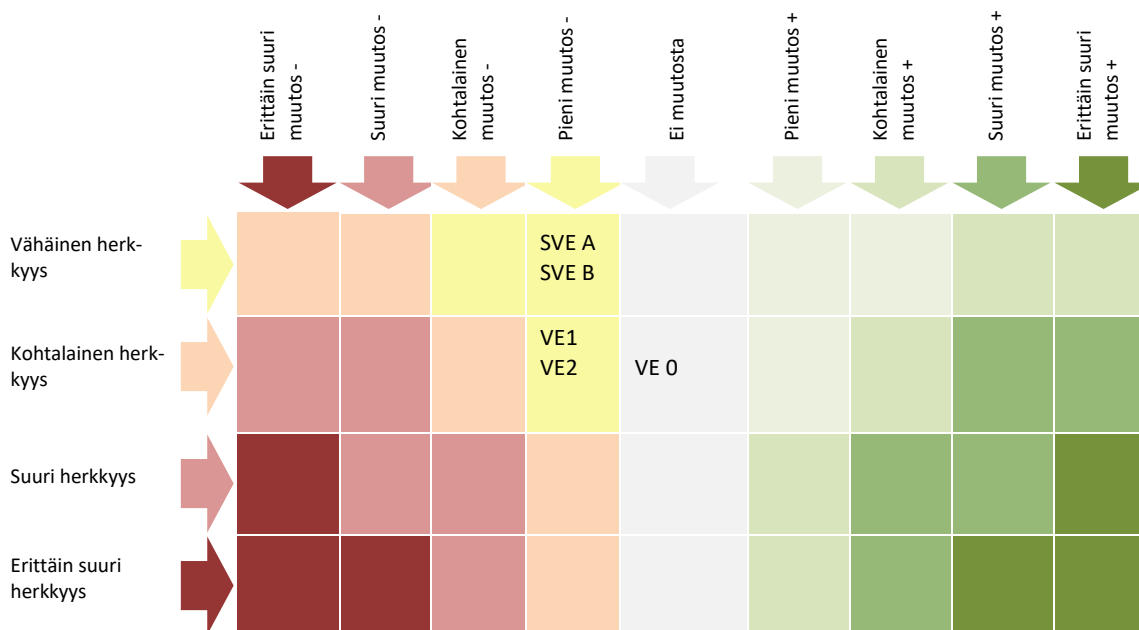 Erittäin suuri
muutos -
Suuri muutos -
Kohtalainen
muutos -
Pieni muutos -
Ei muutosta
Pieni muutos +
Kohtalainen
muutos +
Suuri muutos +
Erittäin suuri
muutos +
Vähäinen herk-
kyys
SVE A
SVE B
Kohtalainen herk-
kyys
VE1
VE2
VE 0
Suuri herkkyys
Erittäin suuri
herkkyys